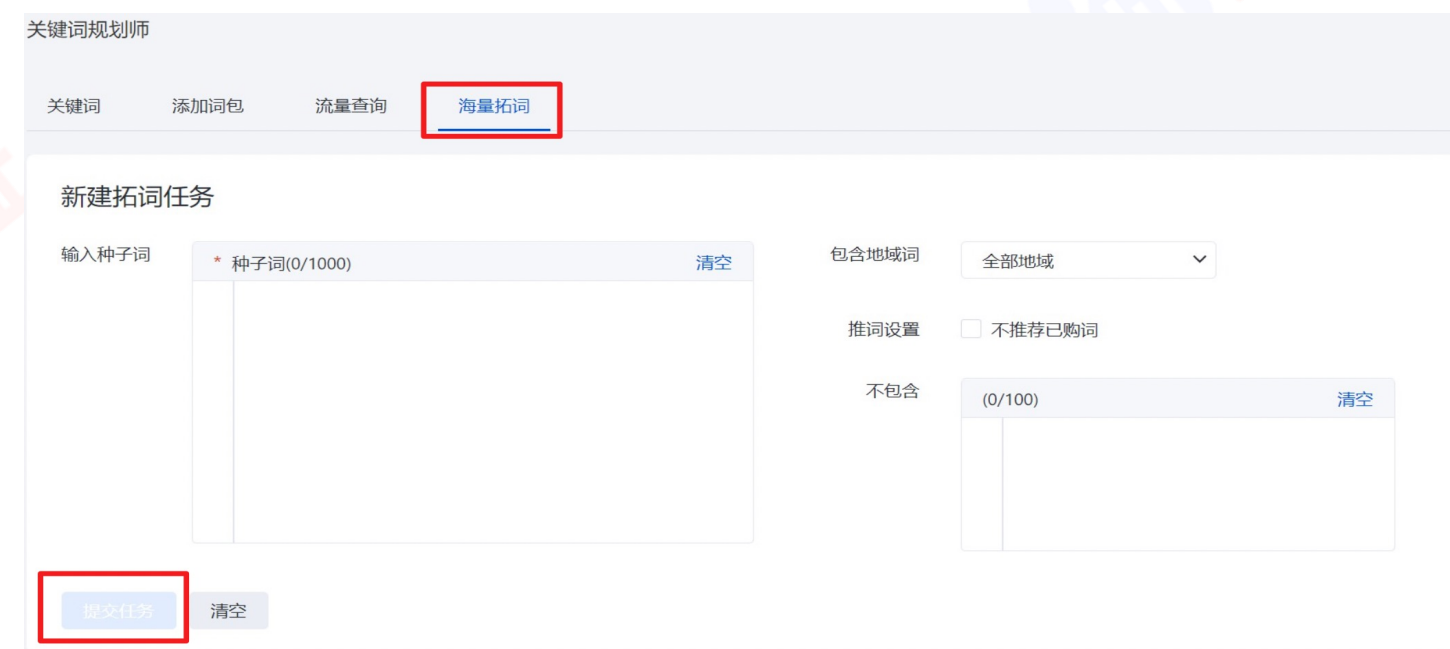 关键词规划师
关键词 添加词包 流量查询 海量拓词
新建拓词任务
输入种子词
* 种子词(0/1000) 清空
包含地域词 全部地域
推词设置 不推荐已购词
不包含
(0/100) 清空
提交任务 清空